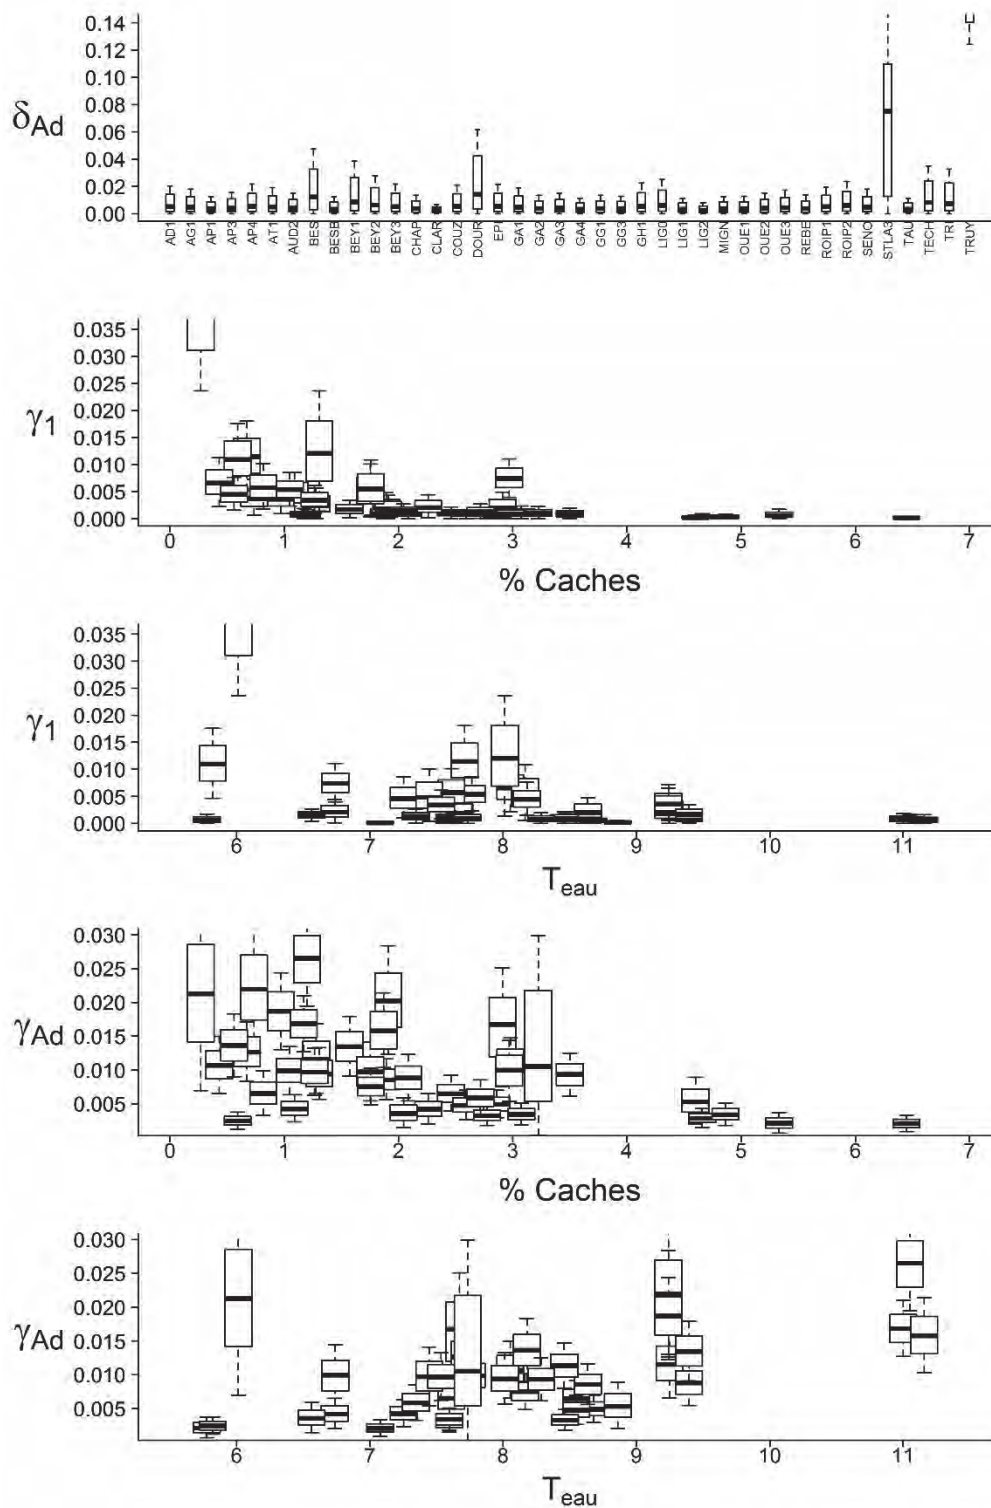 δAd
0.14
0.12
0.10
0.08
0.06
0.04
0.02
0.00
AD1 AG1 AP1 AP3 AP4 AT1 AUD2 BES BESB BEY1 BEY2 BEY3 CHAP CLAR COUZ DOUR EPI GA1 GA2 GA3 GA4 GG1 GG3 GH1 LIG0 LIG1 LIG2 MIGN OUE1 OUE2 OUE3 REBE ROIP1 ROIP2 SENO STLA3 TAU TECH TRI TRUY
γ1
0.035
0.030
0.025
0.020
0.015
0.010
0.005
0.000
0 1 2 3 4 5 6 7
% Caches
γ1
0.035
0.030
0.025
0.020
0.015
0.010
0.005
0.000
6 7 8 9 10 11
Teau
γAd
0.030
0.025
0.020
0.015
0.010
0.005
0 1 2 3 4 5 6 7
% Caches
γAd
0.030
0.025
0.020
0.015
0.010
0.005
6 7 8 9 10 11
Teau